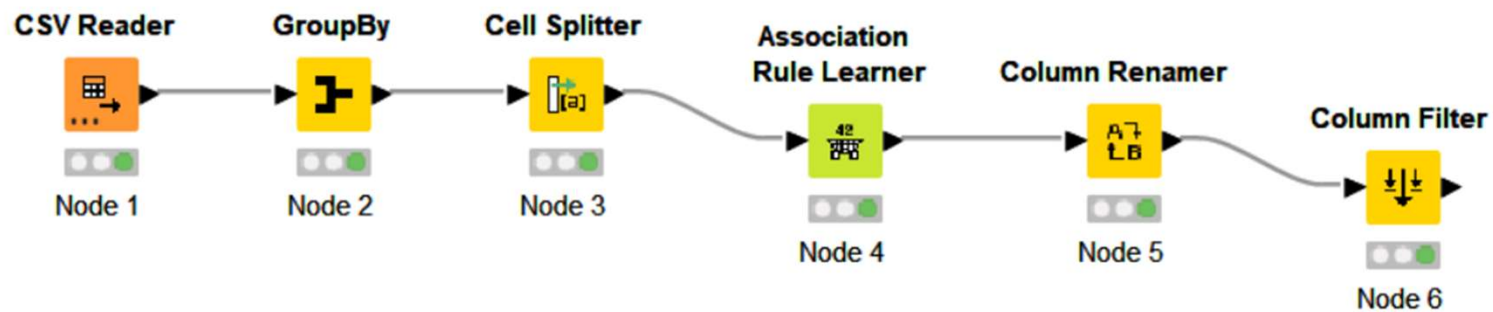 CSV Reader
GroupBy
Cell Splitter
Association
Rule Learner
Column Renamer
Column Filter
[a]
42
A
B
Node 1
Node 2
Node 3
Node 4
Node 5
Node 6